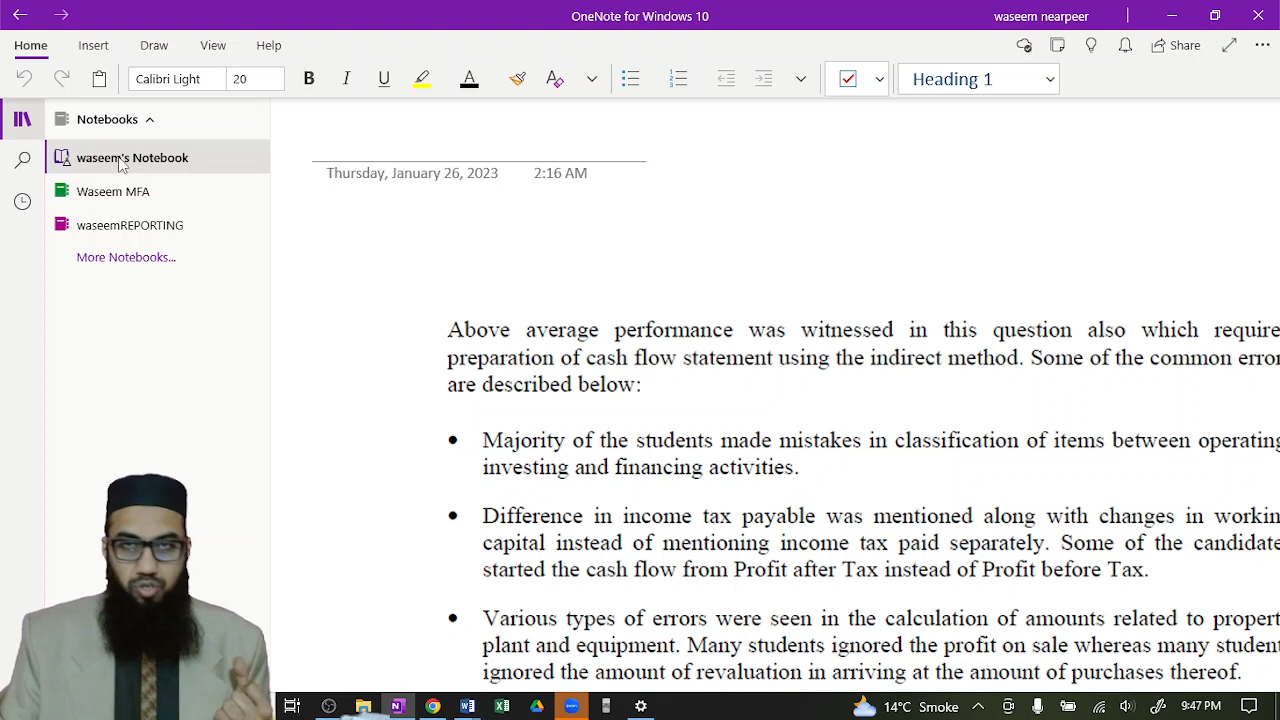 OneNote for Windows 10
waseem nearpeer
Home
Insert
Draw
View
Help
Share
Calibri Light
20
B
I
U
A
A
Heading 1
Notebooks
waseem's Notebook
Waseem MFA
waseemREPORTING
More Notebooks...
Thursday, January 26, 2023
2:16 AM
Above average performance was witnessed in this question also which require
preparation of cash flow statement using the indirect method. Some of the common error
are described below:
• Majority of the students made mistakes in classification of items between operating
investing and financing activities.
• Difference in income tax payable was mentioned along with changes in workin
capital instead of mentioning income tax paid separately. Some of the candidate
started the cash flow from Profit after Tax instead of Profit before Tax.
• Various types of errors were seen in the calculation of amounts related to propert
plant and equipment. Many students ignored the profit on sale whereas many student
ignored the amount of revaluation in arriving at the amount of purchases thereof.
14°C Smoke
9:47 PM